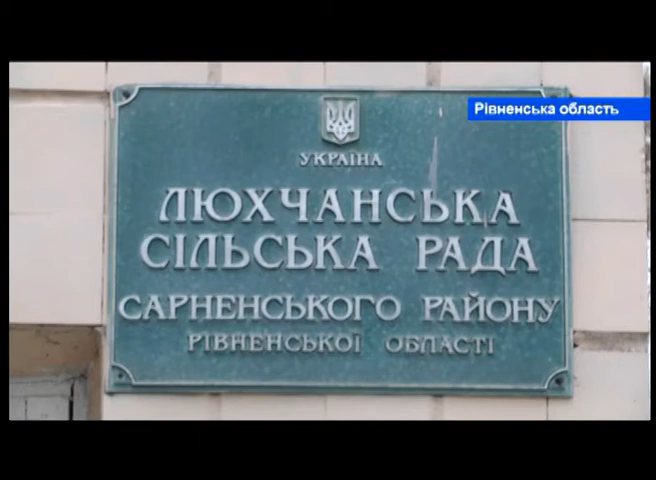 Рівненська область
УКРАЇНА
ЛЮХЧАНСЬКА
СІЛЬСЬКА РАДА
САРНЕНСЬКОГО РАЙОНУ
РІВНЕНСЬКОЇ ОБЛАСТІ